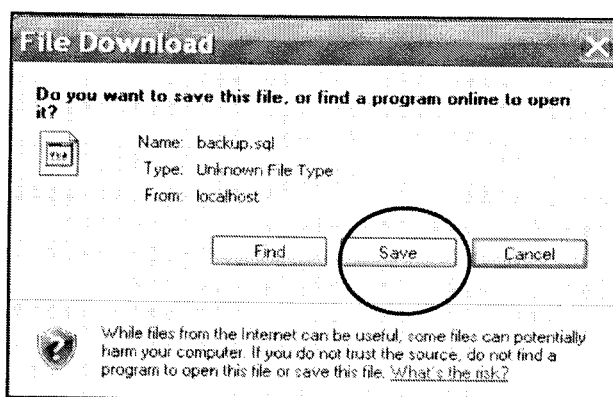 File Download
Do you want to save this file, or find a program online to open
it?
Name: backup.sql
Type: Unknown File Type
From: localhost
Find Save Cancel
While files from the Internet can be useful, some files can potentially
harm your computer. If you do not trust the source, do not find a
program to open this file or save this file. What's the risk?